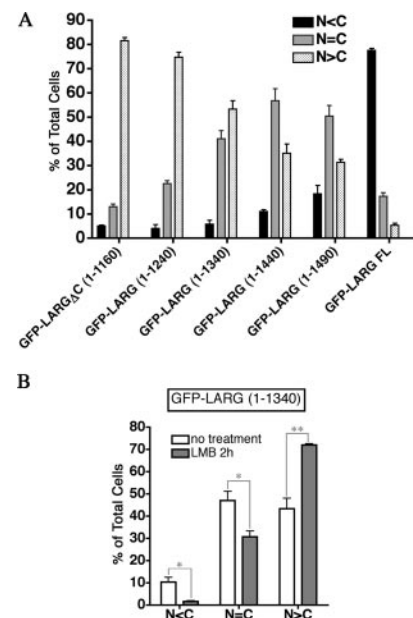 A
N<C
N=C
N>C
% of Total Cells
90
80
70
60
50
40
30
20
10
0
GFP-LARGΔC (1-1160)
GFP-LARG (1-1240)
GFP-LARG (1-1340)
GFP-LARG (1-1440)
GFP-LARG (1-1490)
GFP-LARG FL
B
GFP-LARG (1-1340)
no treatment
LMB 2h
% of Total Cells
80
70
60
50
40
30
20
10
0
*
*
**
N<C N=C N>C